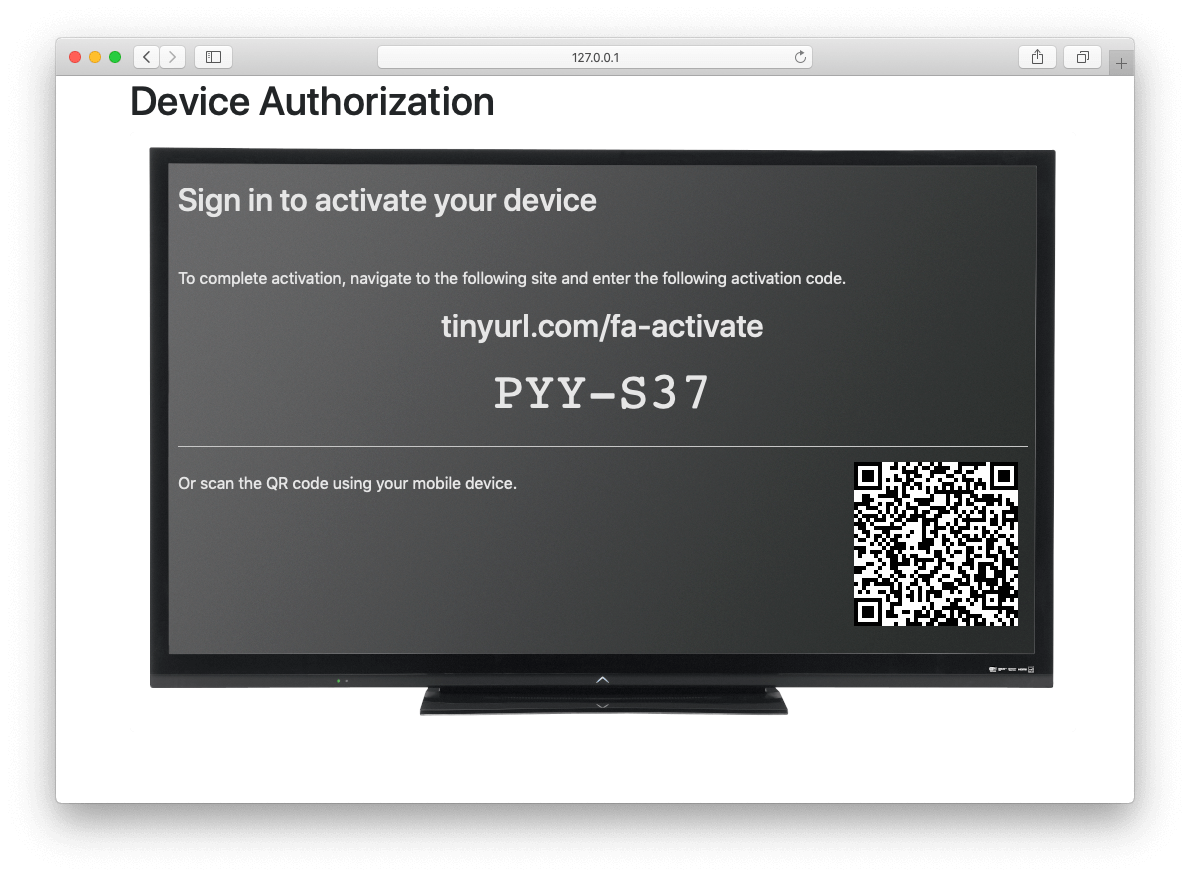 127.0.0.1
Device Authorization
Sign in to activate your device
To complete activation, navigate to the following site and enter the following activation code.
tinyurl.com/fa-activate
PYY-S37
Or scan the QR code using your mobile device.